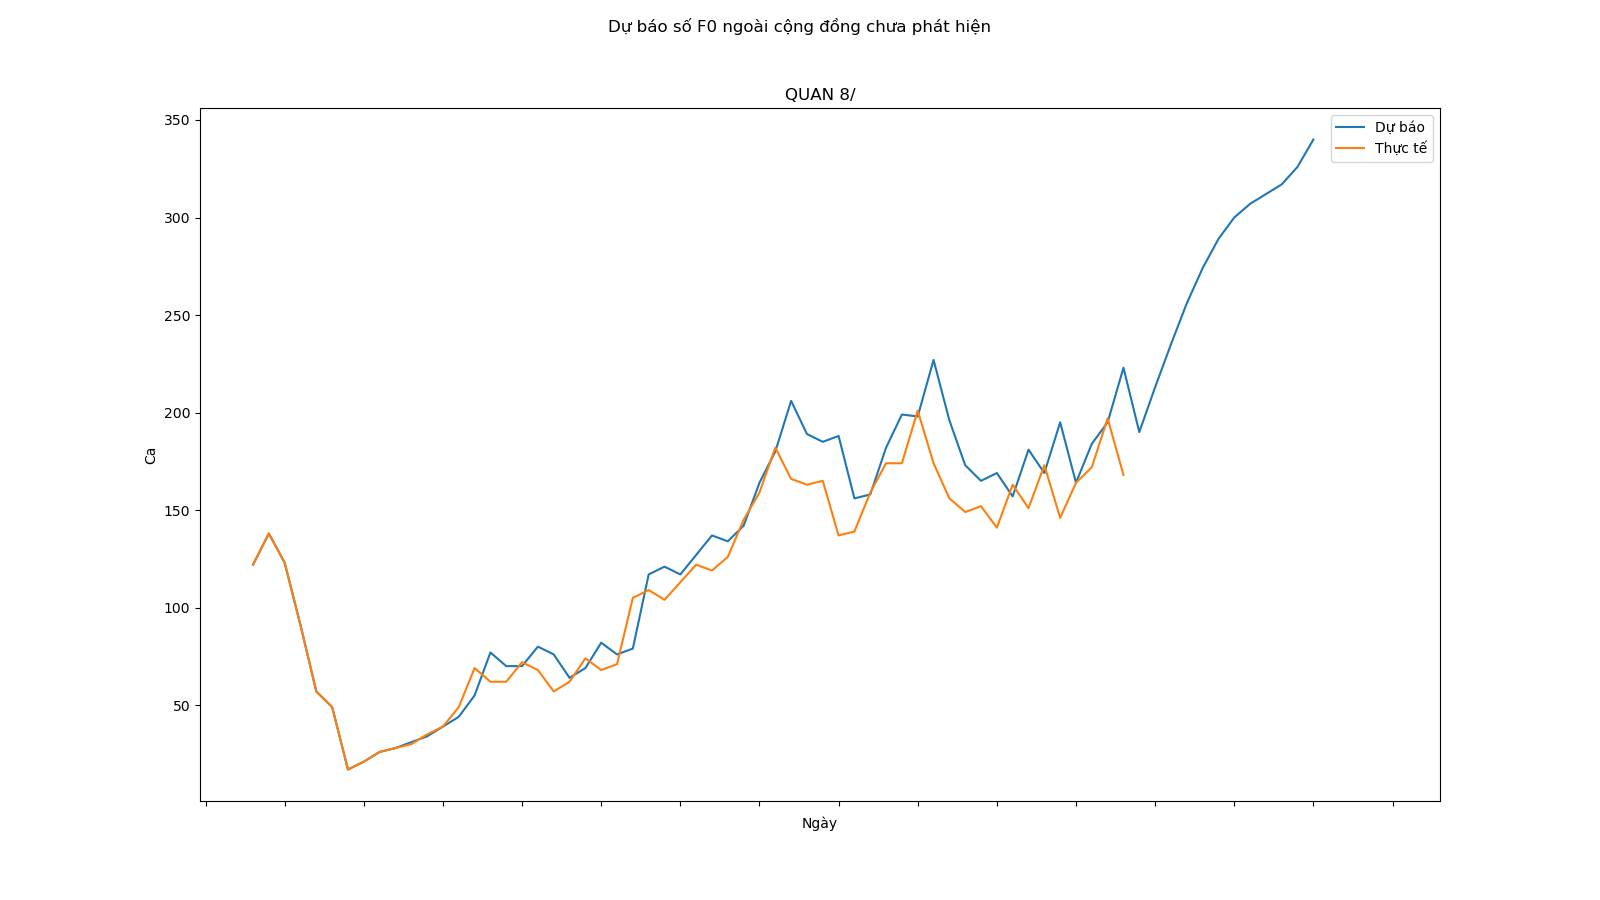 Dự báo số F0 ngoài cộng đồng chưa phát hiện
QUAN 8/
Dự báo
Thực tế
350
300
250
200
150
100
50
Ca
Ngày